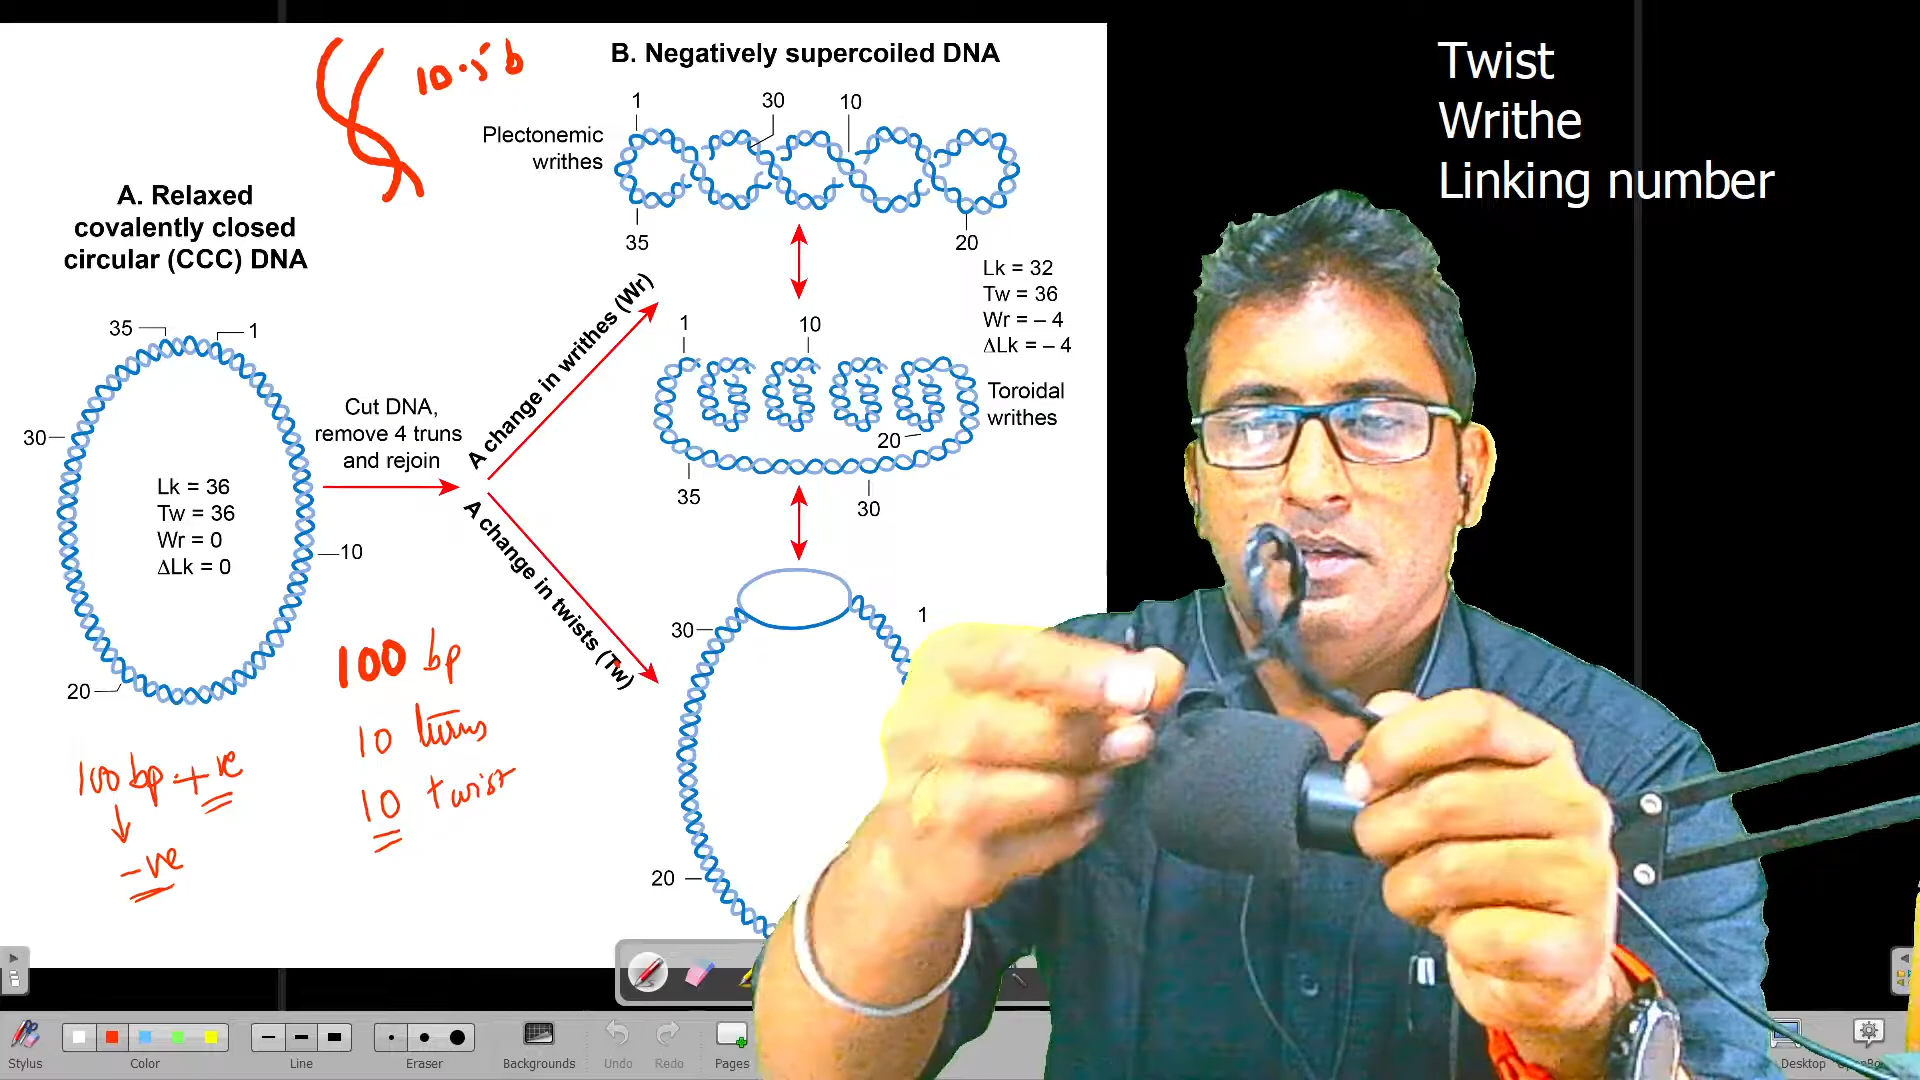 Twist
Writhe
Linking number
10.5 b
B. Negatively supercoiled DNA
1
30
10
Plectonemic
writhes
35
20
A. Relaxed
covalently closed
circular (CCC) DNA
Lk = 32
Tw = 36
Wr = – 4
ΔLk = – 4
35
1
30
10
20
Lk = 36
Tw = 36
Wr = 0
ΔLk = 0
Cut DNA,
remove 4 truns
and rejoin
A change in writhes (Wr)
A change in twists (Tw)
1
10
Toroidal
writhes
20
35
30
30
1
20
100 bp
10 turns
10 twist
100 bp +ve
-ve
Stylus
Color
Line
Eraser
Backgrounds
Undo
Redo
Pages
Desktop